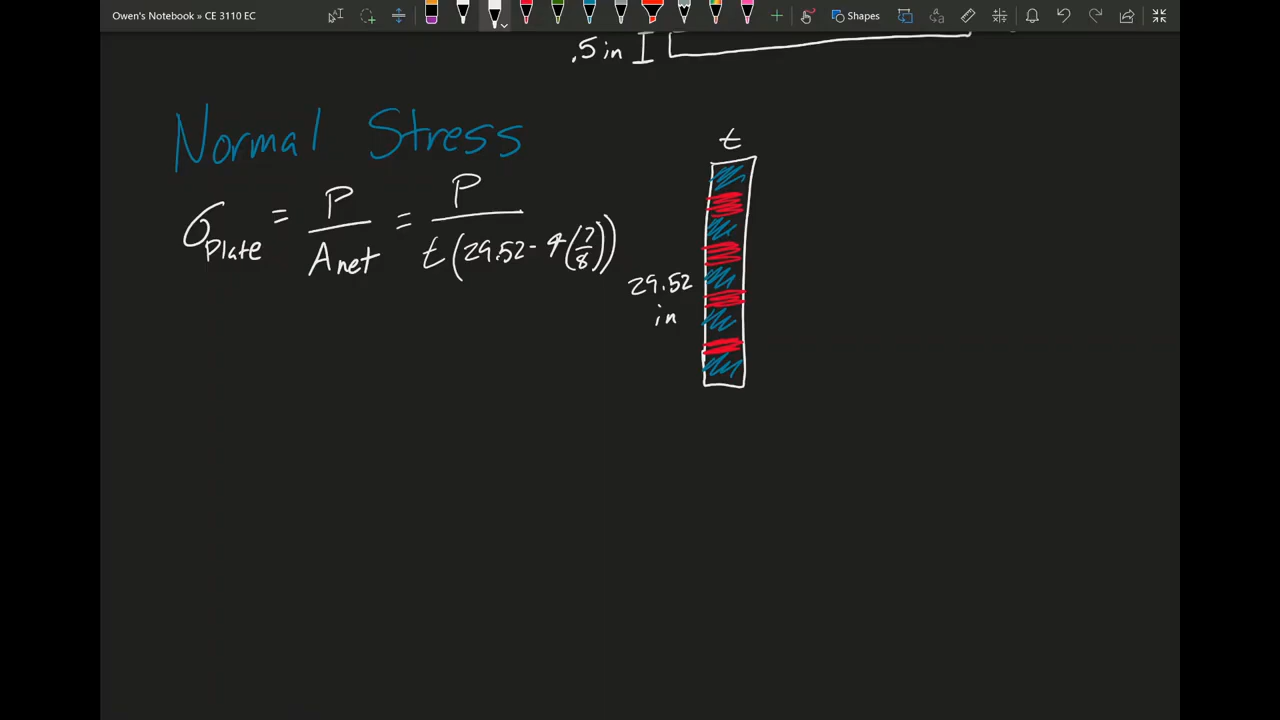 Owen's Notebook » CE 3110 EC
Shapes
.5 in
Normal Stress
t
σPlate = P / Anet = P / t(29.52 - 4(7/8))
29.52
in